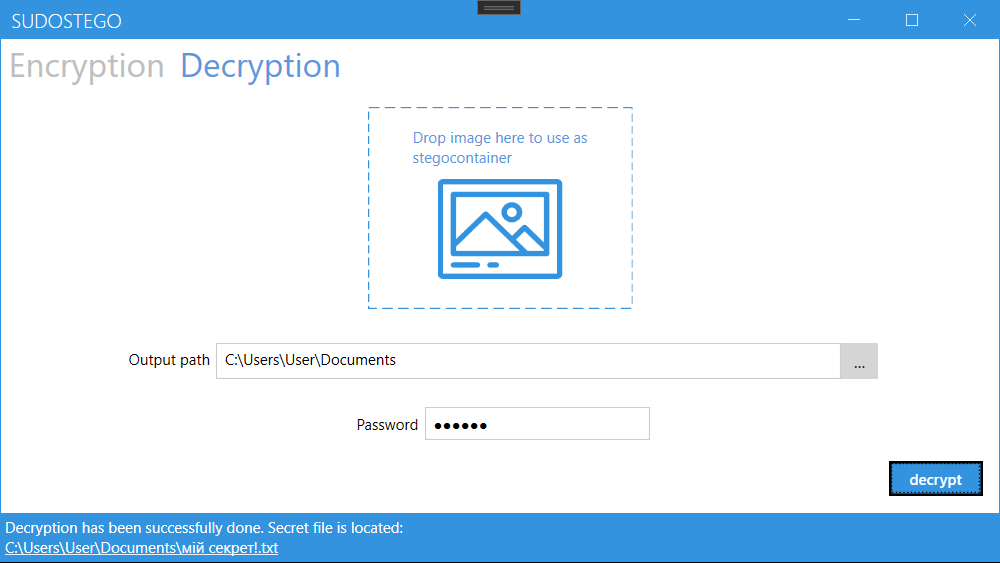 SUDOSTEGO
Encryption Decryption
Drop image here to use as
stegocontainer
Output path C:\Users\User\Documents ...
Password ●●●●●●
decrypt
Decryption has been successfully done. Secret file is located:
C:\Users\User\Documents\мій секрет!.txt